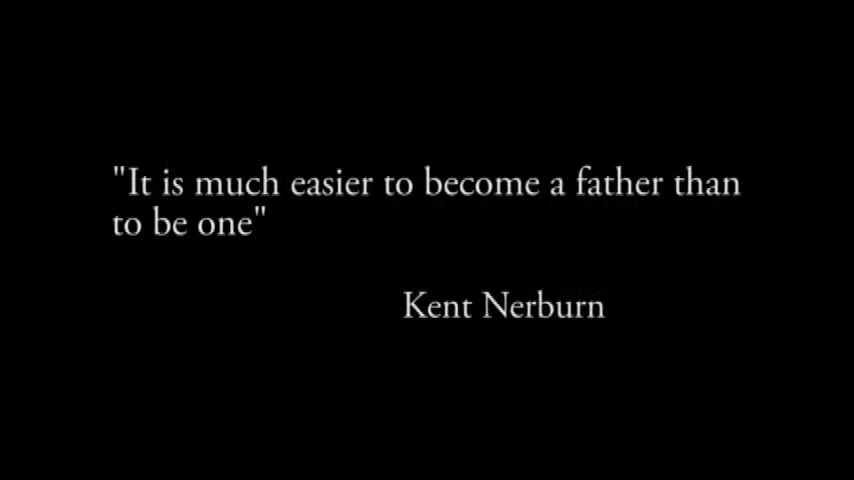 "It is much easier to become a father than
to be one"
Kent Nerburn